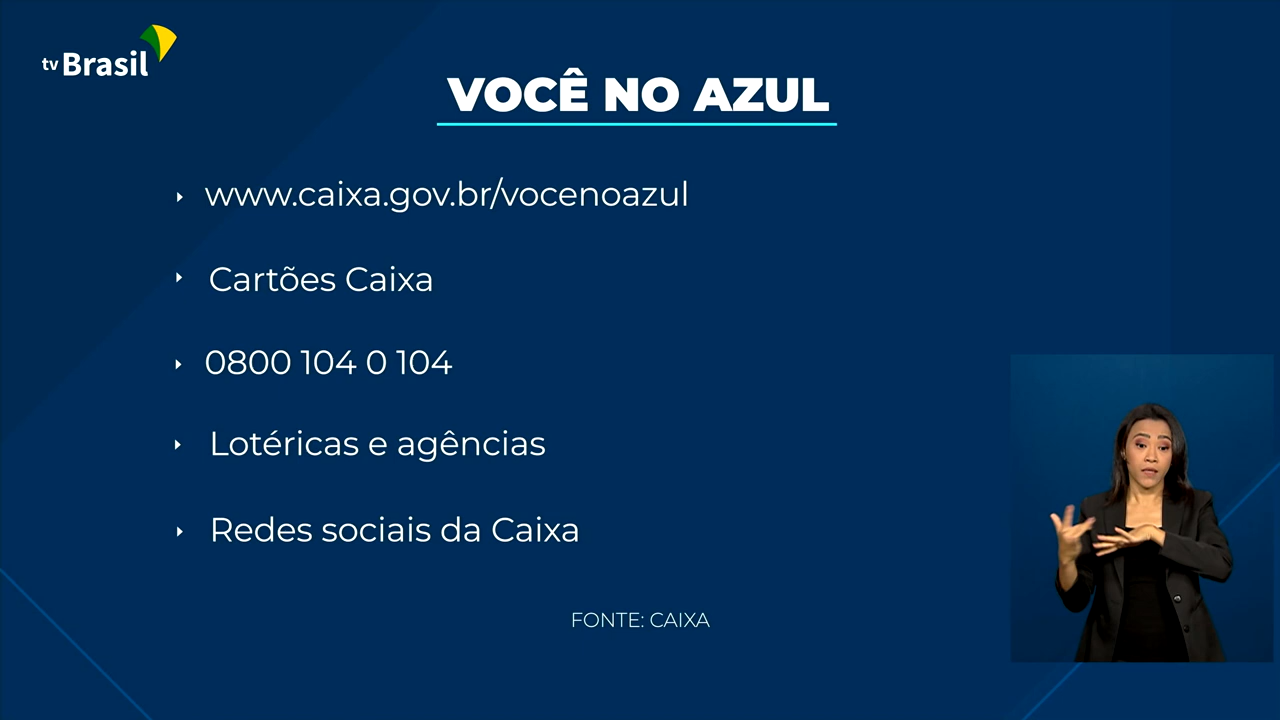 tv Brasil
VOCÊ NO AZUL
www.caixa.gov.br/vocenoazul
Cartões Caixa
0800 104 0 104
Lotéricas e agências
Redes sociais da Caixa
FONTE: CAIXA